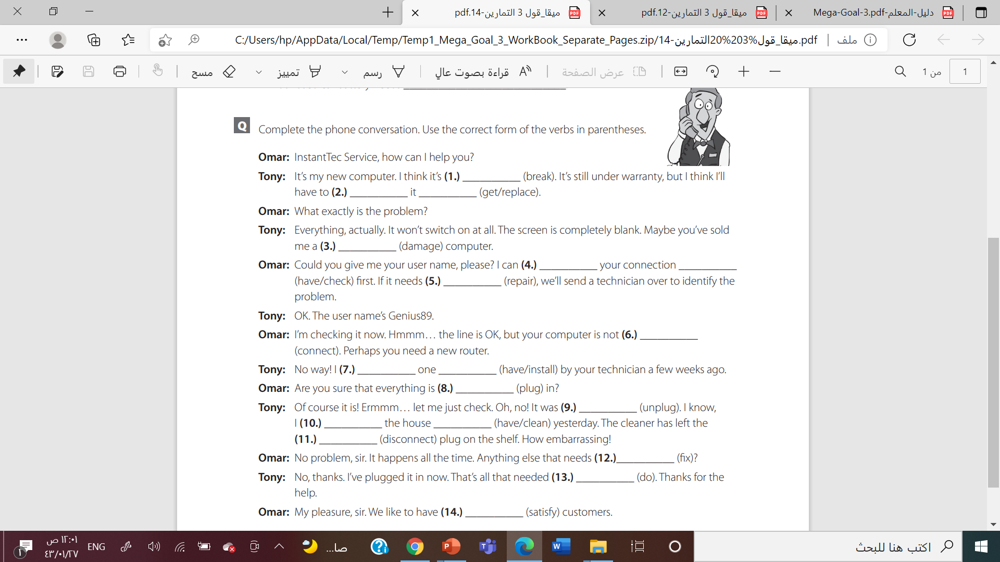 ميقا_قول 3 التمارين-14.pdf
ميقا_قول 3 التمارين-12.pdf
دليل-المعلم-Mega-Goal-3.pdf
C:/Users/hp/AppData/Local/Temp/Temp1_Mega_Goal_3_WorkBook_Separate_Pages.zip/ميقا_قول%203%20التمارين-14.pdf
ملف
مسح
تمييز
رسم
قراءة بصوت عالٍ
عرض الصفحة
من 1
1
Q Complete the phone conversation. Use the correct form of the verbs in parentheses.
Omar: InstantTec Service, how can I help you?
Tony: It's my new computer. I think it's (1.) __________ (break). It's still under warranty, but I think I'll
have to (2.) __________ it __________ (get/replace).
Omar: What exactly is the problem?
Tony: Everything, actually. It won't switch on at all. The screen is completely blank. Maybe you've sold
me a (3.) __________ (damage) computer.
Omar: Could you give me your user name, please? I can (4.) __________ your connection __________
(have/check) first. If it needs (5.) __________ (repair), we'll send a technician over to identify the
problem.
Tony: OK. The user name's Genius89.
Omar: I'm checking it now. Hmmm… the line is OK, but your computer is not (6.) __________
(connect). Perhaps you need a new router.
Tony: No way! I (7.) __________ one __________ (have/install) by your technician a few weeks ago.
Omar: Are you sure that everything is (8.) __________ (plug) in?
Tony: Of course it is! Ermmm… let me just check. Oh, no! It was (9.) __________ (unplug). I know,
I (10.) __________ the house __________ (have/clean) yesterday. The cleaner has left the
(11.) __________ (disconnect) plug on the shelf. How embarrassing!
Omar: No problem, sir. It happens all the time. Anything else that needs (12.)__________ (fix)?
Tony: No, thanks. I've plugged it in now. That's all that needed (13.) __________ (do). Thanks for the
help.
Omar: My pleasure, sir. We like to have (14.) __________ (satisfy) customers.
١٢:٠١ ص
٤٣/٠١/٢٧
ENG
صا...
اكتب هنا للبحث